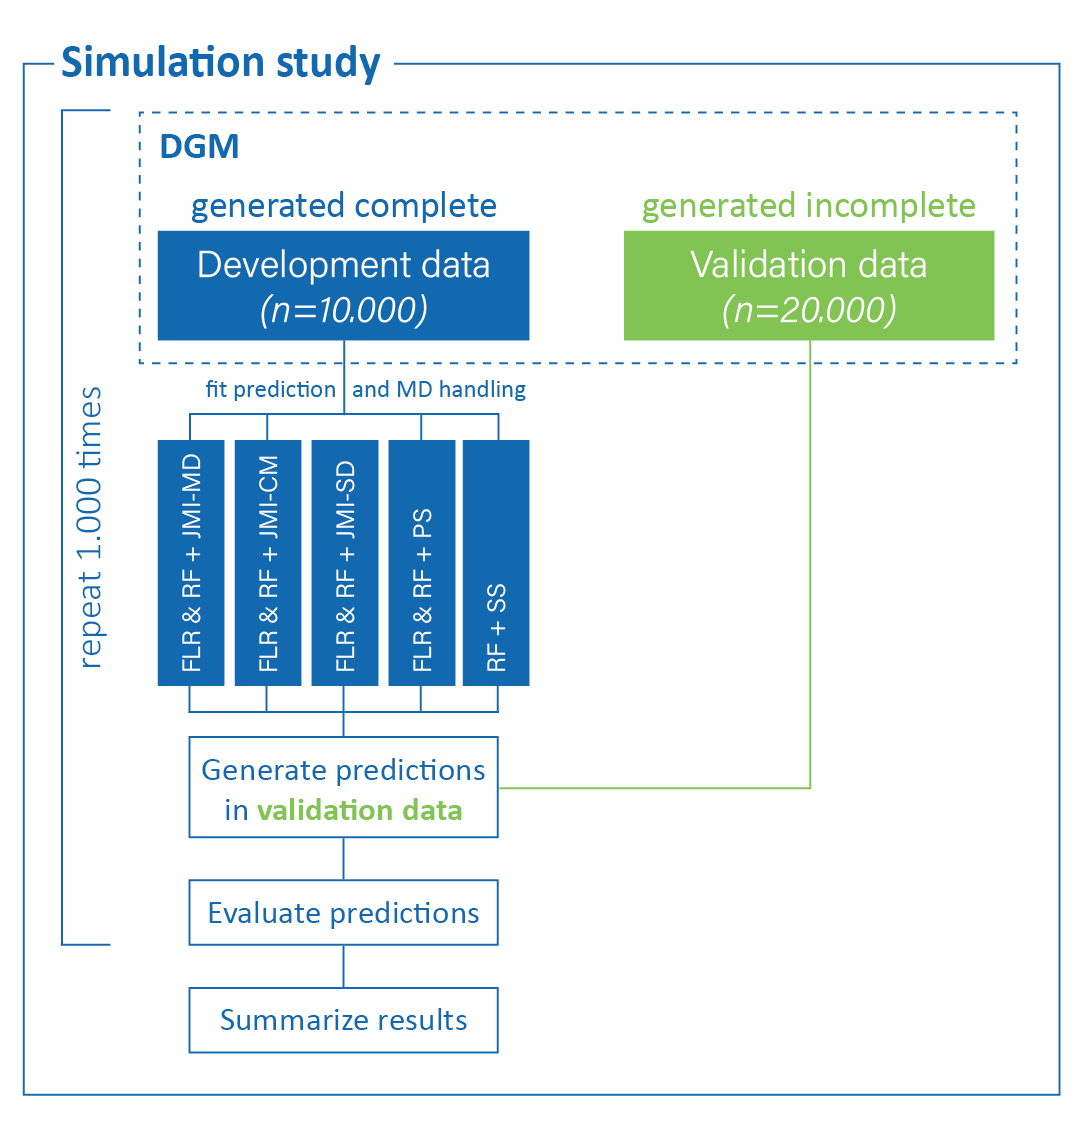 Simulation study
DGM
generated complete
generated incomplete
Development data
(n=10.000)
Validation data
(n=20.000)
fit prediction and MD handling
repeat 1.000 times
FLR & RF + JMI-MD
FLR & RF + JMI-CM
FLR & RF + JMI-SD
FLR & RF + PS
RF + SS
Generate predictions
in validation data
Evaluate predictions
Summarize results